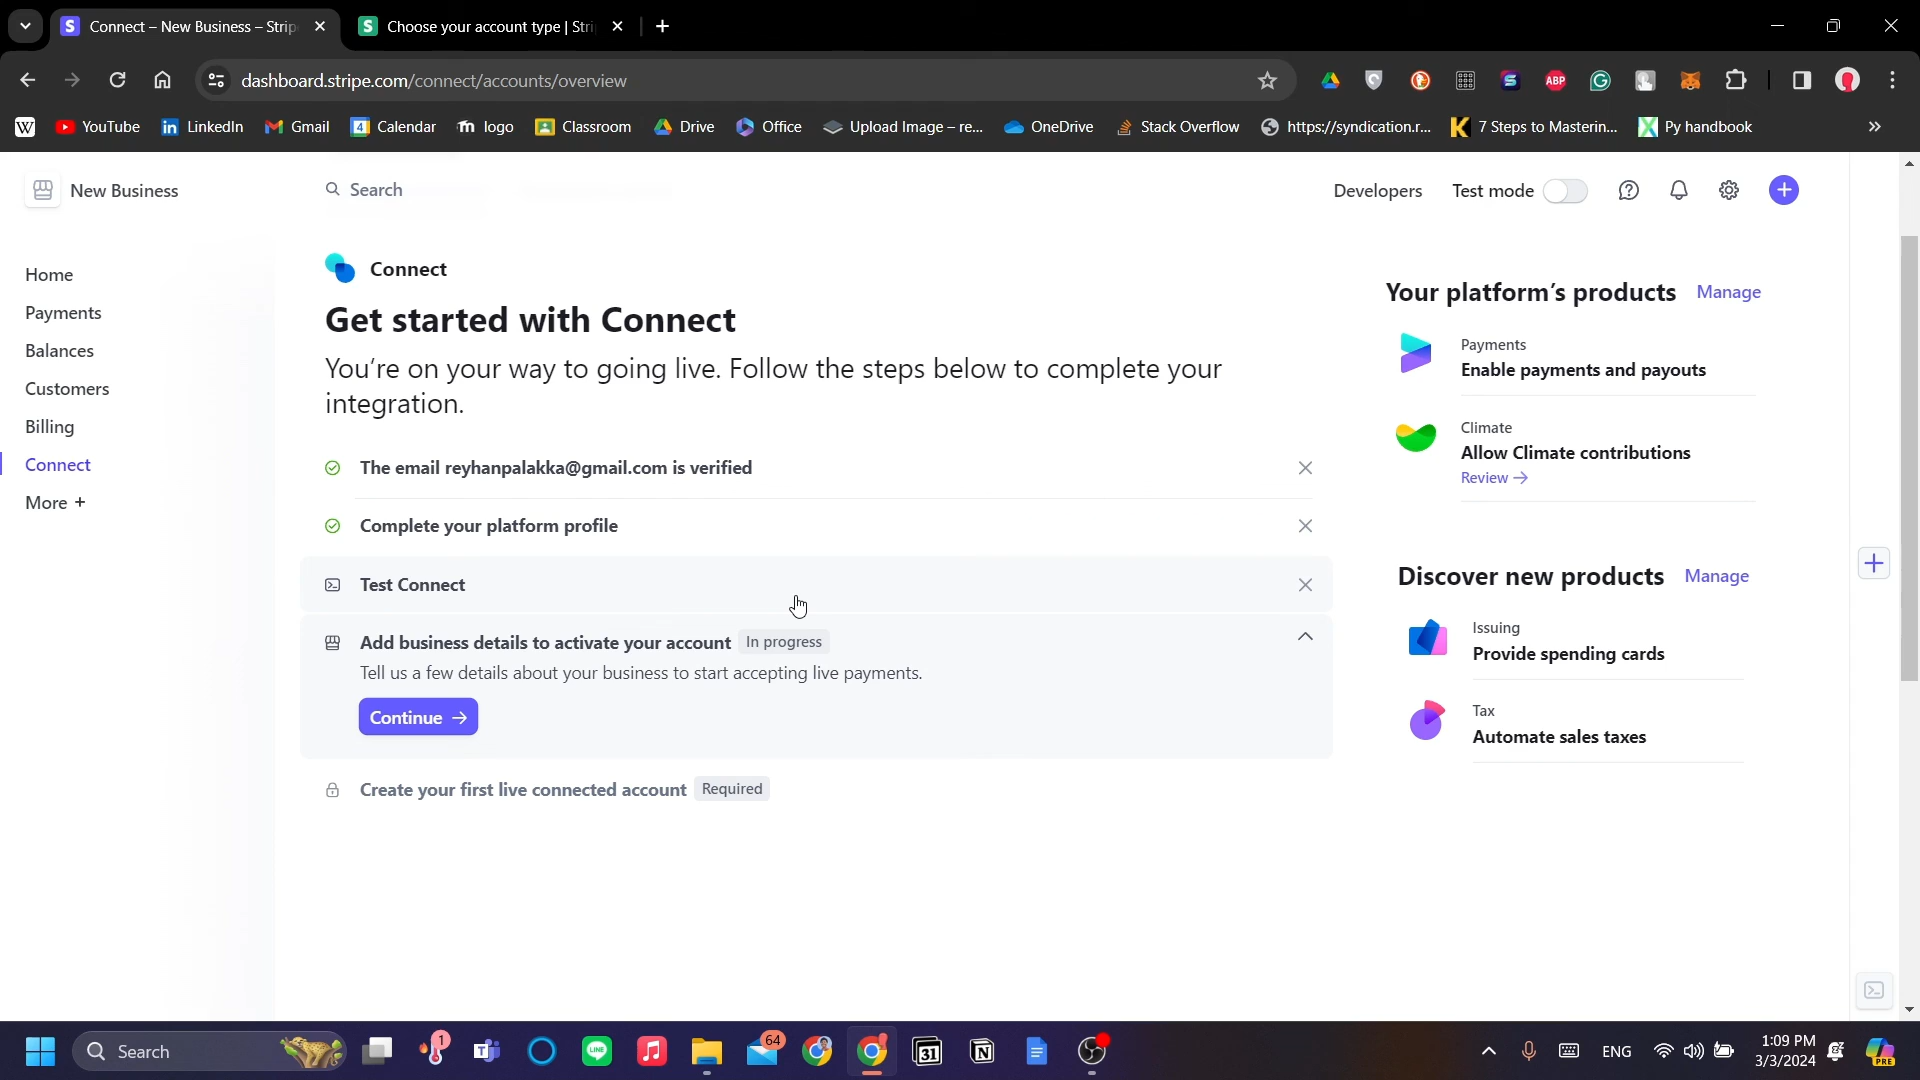 Connect – New Business – Strip
Choose your account type | Stri
dashboard.stripe.com/connect/accounts/overview
ABP
W YouTube LinkedIn Gmail Calendar logo Classroom Drive Office Upload Image – re... OneDrive Stack Overflow https://syndication.r... 7 Steps to Masterin... Py handbook
New Business
Search
Developers
Test mode
Home
Payments
Balances
Customers
Billing
Connect
More +
Connect
Get started with Connect
You're on your way to going live. Follow the steps below to complete your
integration.
The email reyhanpalakka@gmail.com is verified
Complete your platform profile
Test Connect
Add business details to activate your account In progress
Tell us a few details about your business to start accepting live payments.
Continue →
Create your first live connected account Required
Your platform's products Manage
Payments
Enable payments and payouts
Climate
Allow Climate contributions
Review →
Discover new products Manage
Issuing
Provide spending cards
Tax
Automate sales taxes
Search
1
LINE
64
31
ENG
1:09 PM
3/3/2024
PRE